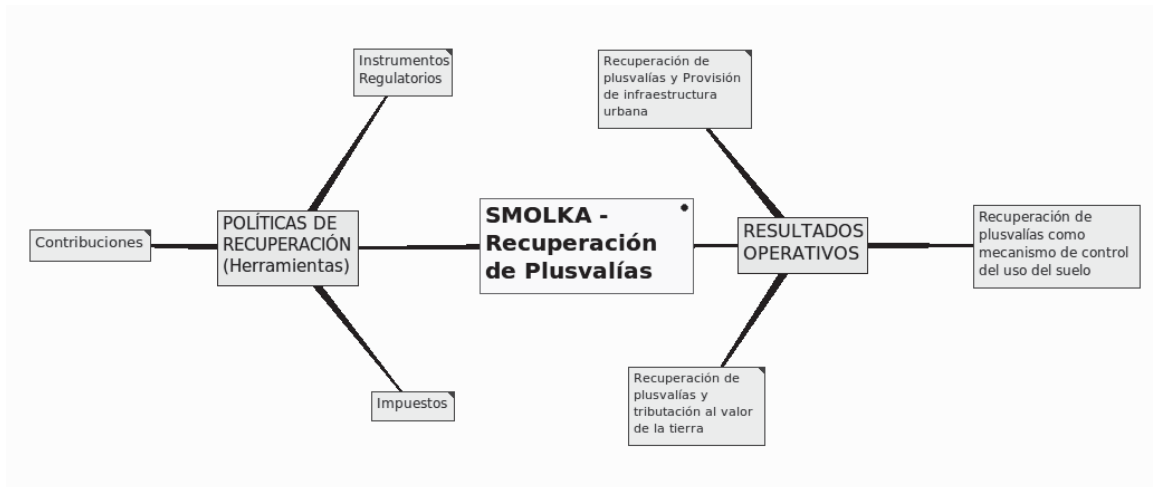 Instrumentos
Regulatorios
Recuperación de
plusvalías y Provisión
de infraestructura
urbana
Contribuciones
POLÍTICAS DE
RECUPERACIÓN
(Herramientas)
SMOLKA -
Recuperación
de Plusvalías
RESULTADOS
OPERATIVOS
Recuperación de
plusvalías como
mecanismo de control
del uso del suelo
Impuestos
Recuperación de
plusvalías y
tributación al valor
de la tierra